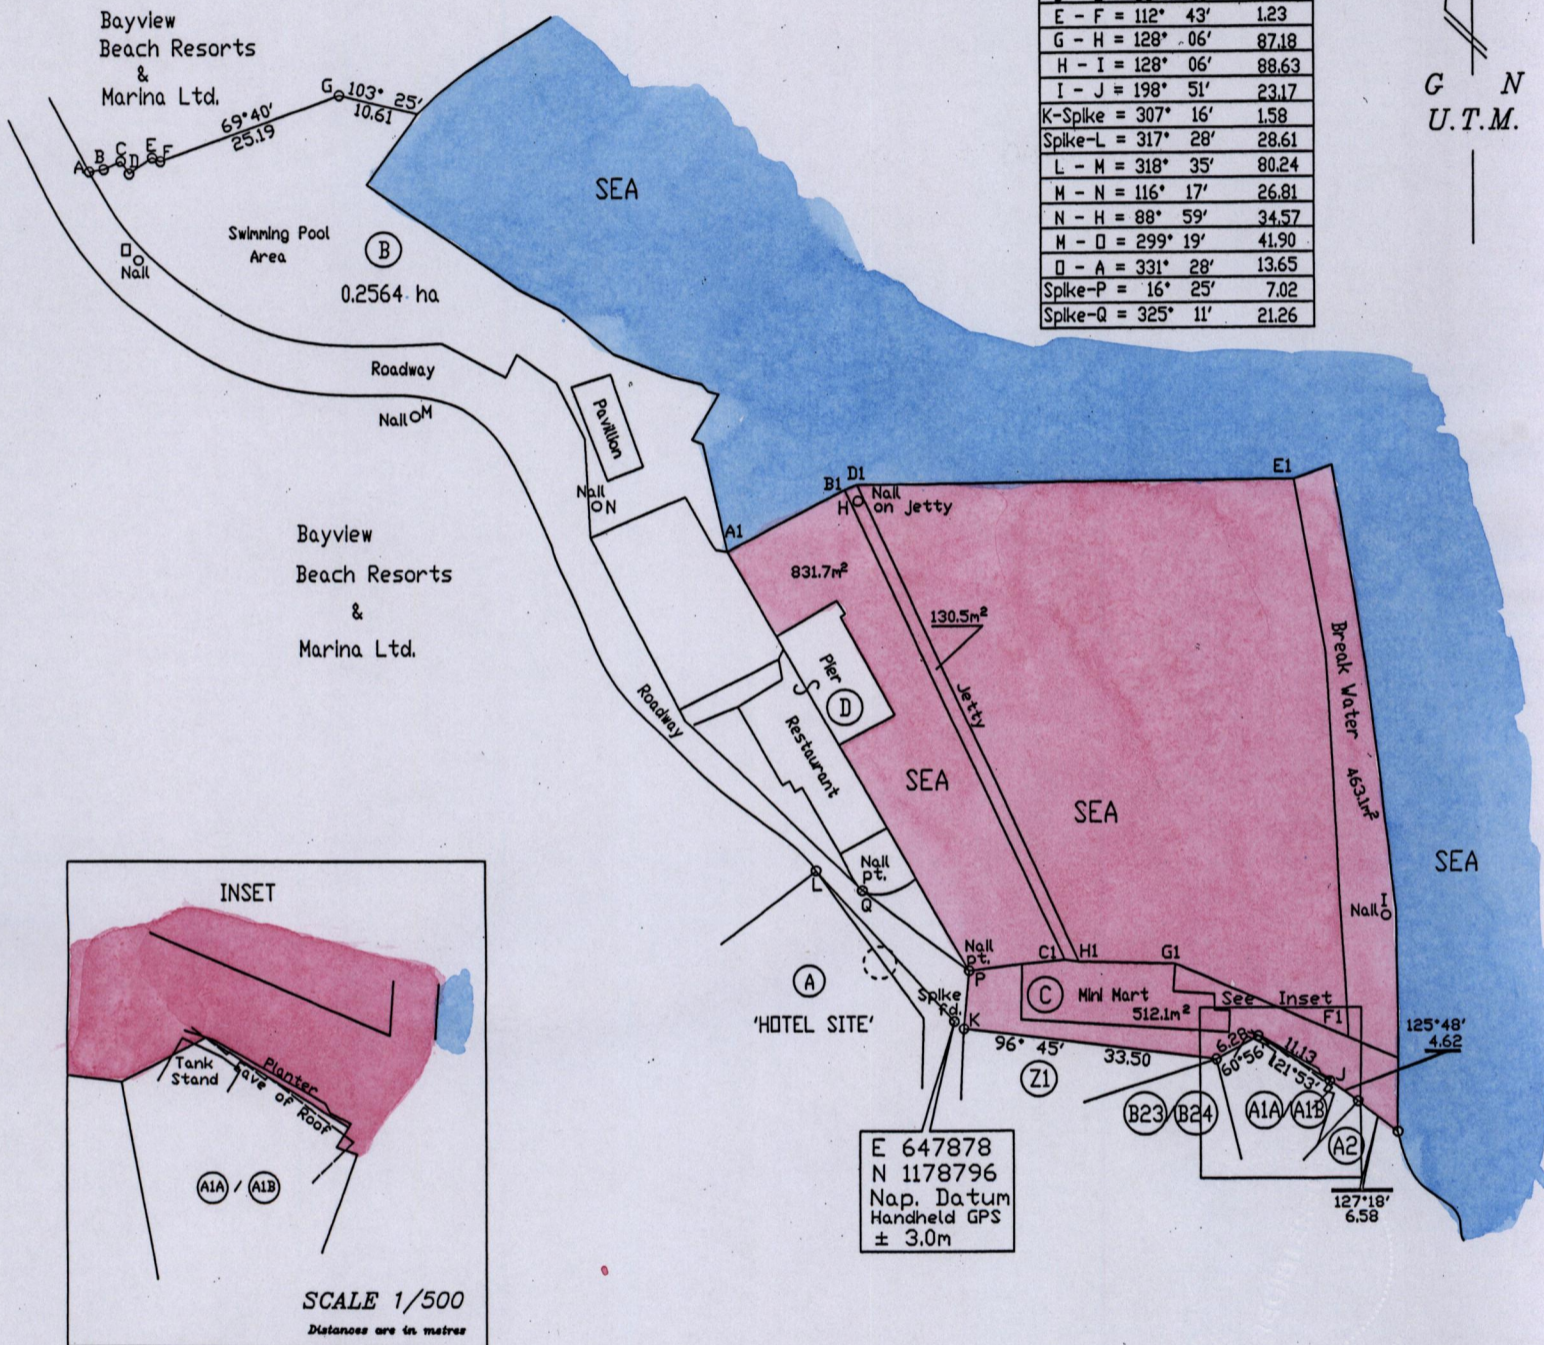 Bayview
Beach Resorts
&
Marina Ltd.
E - F = 112° 43' 1.23
G - H = 128° 06' 87.18
H - I = 128° 06' 88.63
I - J = 198° 51' 23.17
K-Spike = 307° 16' 1.58
Spike-L = 317° 28' 28.61
L - M = 318° 35' 80.24
M - N = 116° 17' 26.81
N - H = 88° 59' 34.57
M - O = 299° 19' 41.90
O - A = 331° 28' 13.65
Spike-P = 16° 25' 7.02
Spike-Q = 325° 11' 21.26
G N
U.T.M.
G 103° 25'
10.61
69°40'
25.19
A B C D E F
SEA
Swimming Pool
Area
B
0.2564 ha
O
Nail
Roadway
Nail M
Pavilion
Nail
N
Bayview
Beach Resorts
&
Marina Ltd.
A1
B1 D1
H
Nail
on Jetty
E1
831.7m²
130.5m²
Jetty
Pier
D
Restaurant
Roadway
SEA
SEA
Break Water
463.1m²
SEA
Nail I
L
Nail
pt.
Q
Nail
pt.
P
C1 H1 G1
C Mini Mart
512.1m²
See Inset
F1
Spike
fd.
K
A
'HOTEL SITE'
96° 45' 33.50
Z1
6.28
60°56'
11.13
121°53'
J
125°48'
4.62
B23 / B24
A1A / A1B
A2
127°18'
6.58
E 647878
N 1178796
Nap. Datum
Handheld GPS
± 3.0m
INSET
Tank
Stand
Planter
Eave of Roof
A1A / A1B
SCALE 1/500
Distances are in metres